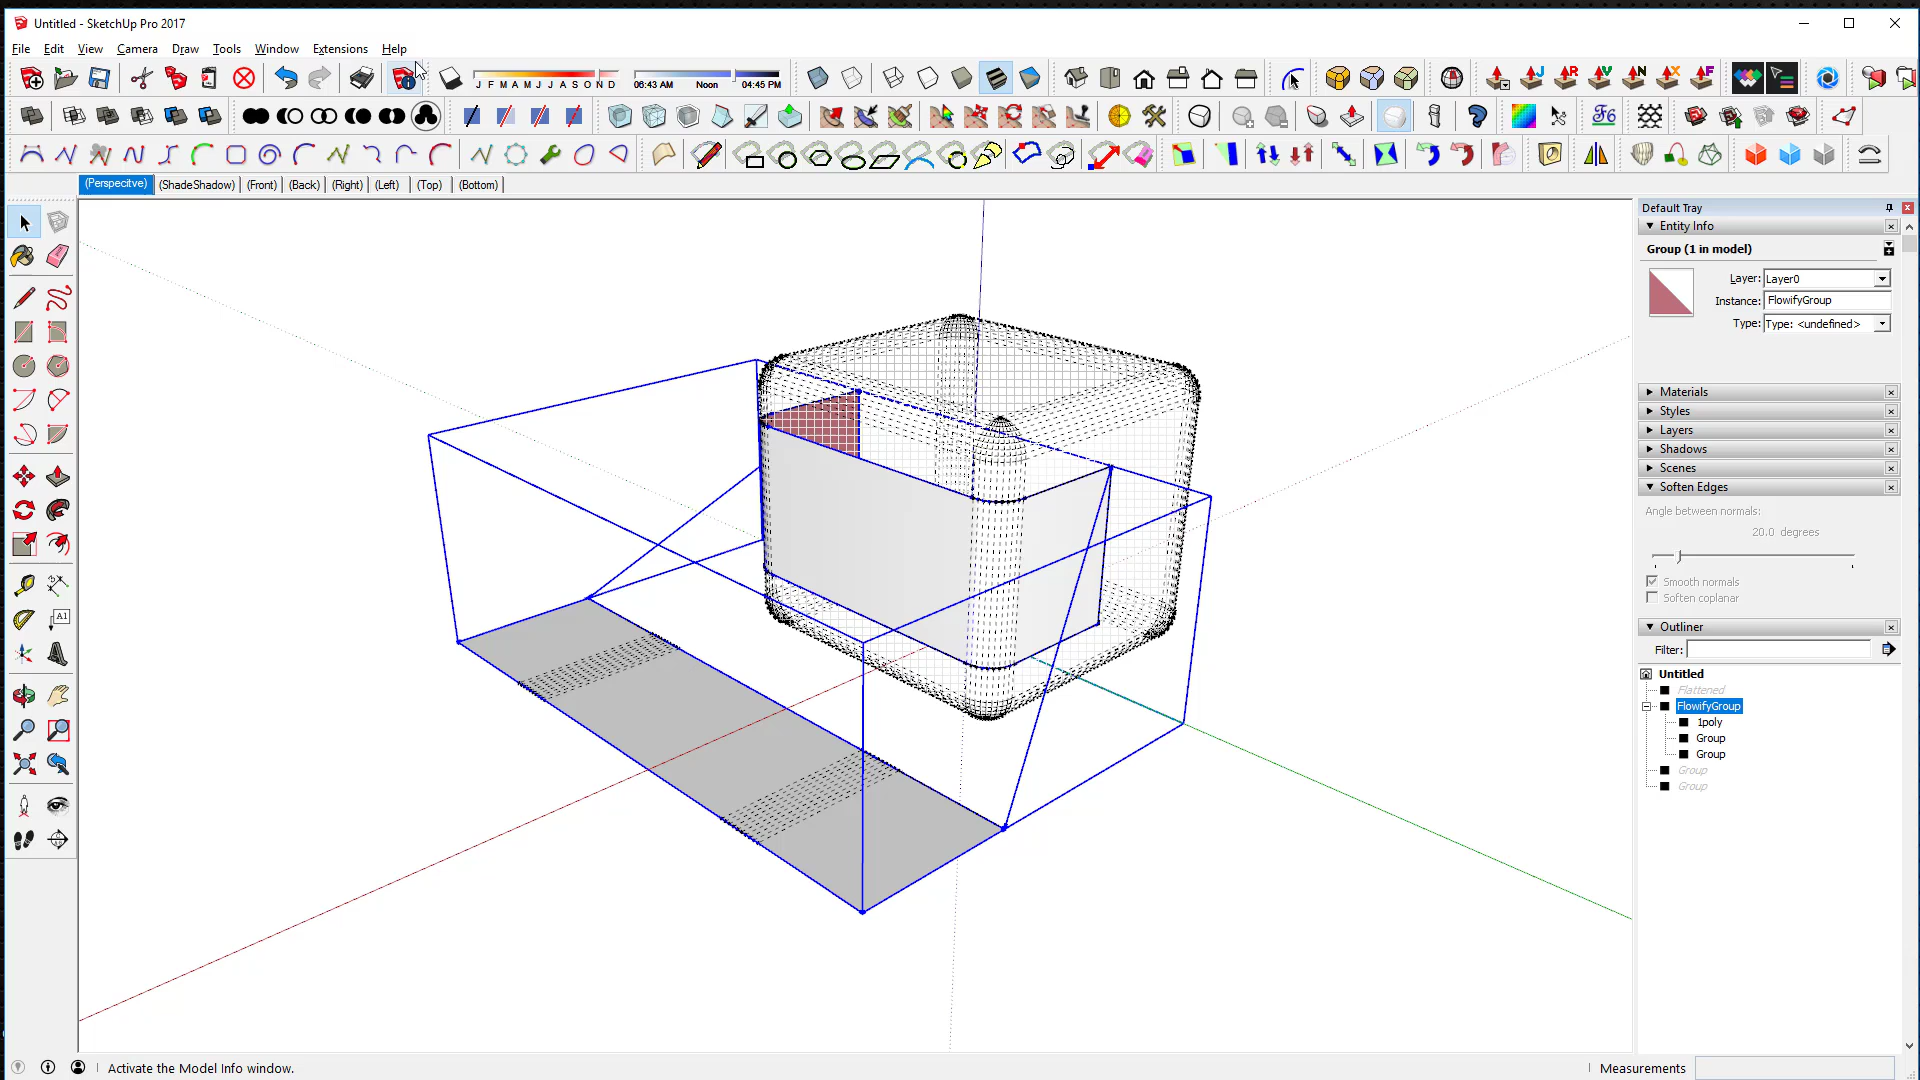 Untitled - SketchUp Pro 2017
File Edit View Camera Draw Tools Window Extensions Help
J F M A M J J A S O N D
06:43 AM Noon 04:45 PM
(Perspecitve) (ShadeShadow) (Front) (Back) (Right) (Left) (Top) (Bottom)
Default Tray
Entity Info
Group (1 in model)
Layer: Layer0
Instance: FlowifyGroup
Type: Type: <undefined>
Materials
Styles
Layers
Shadows
Scenes
Soften Edges
Angle between normals:
20.0 degrees
Smooth normals
Soften coplanar
Outliner
Filter:
Untitled
Flattened
FlowifyGroup
1poly
Group
Group
Group
Group
Activate the Model Info window.
Measurements